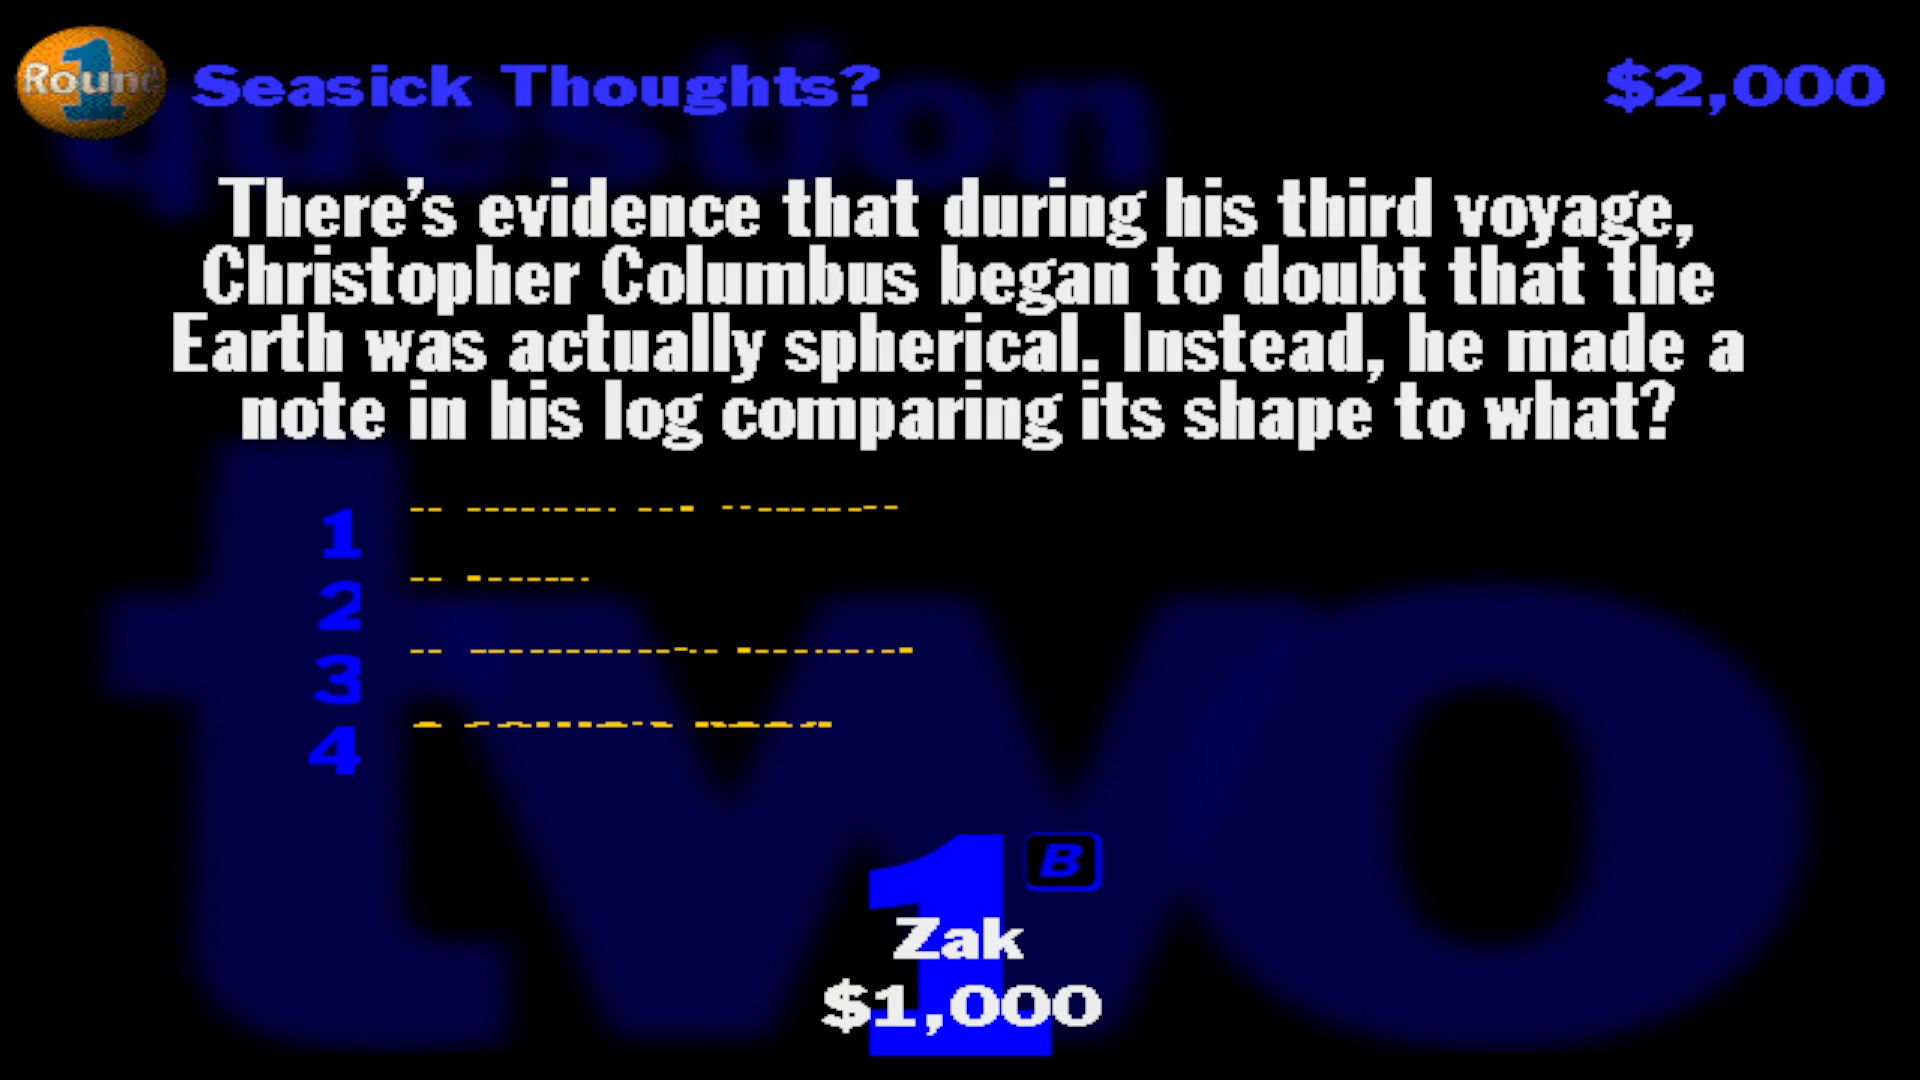 Round 1 Seasick Thoughts? $2,000
question
There's evidence that during his third voyage,
Christopher Columbus began to doubt that the
Earth was actually spherical. Instead, he made a
note in his log comparing its shape to what?
1
2
3
4
two
1 B
Zak
$1,000